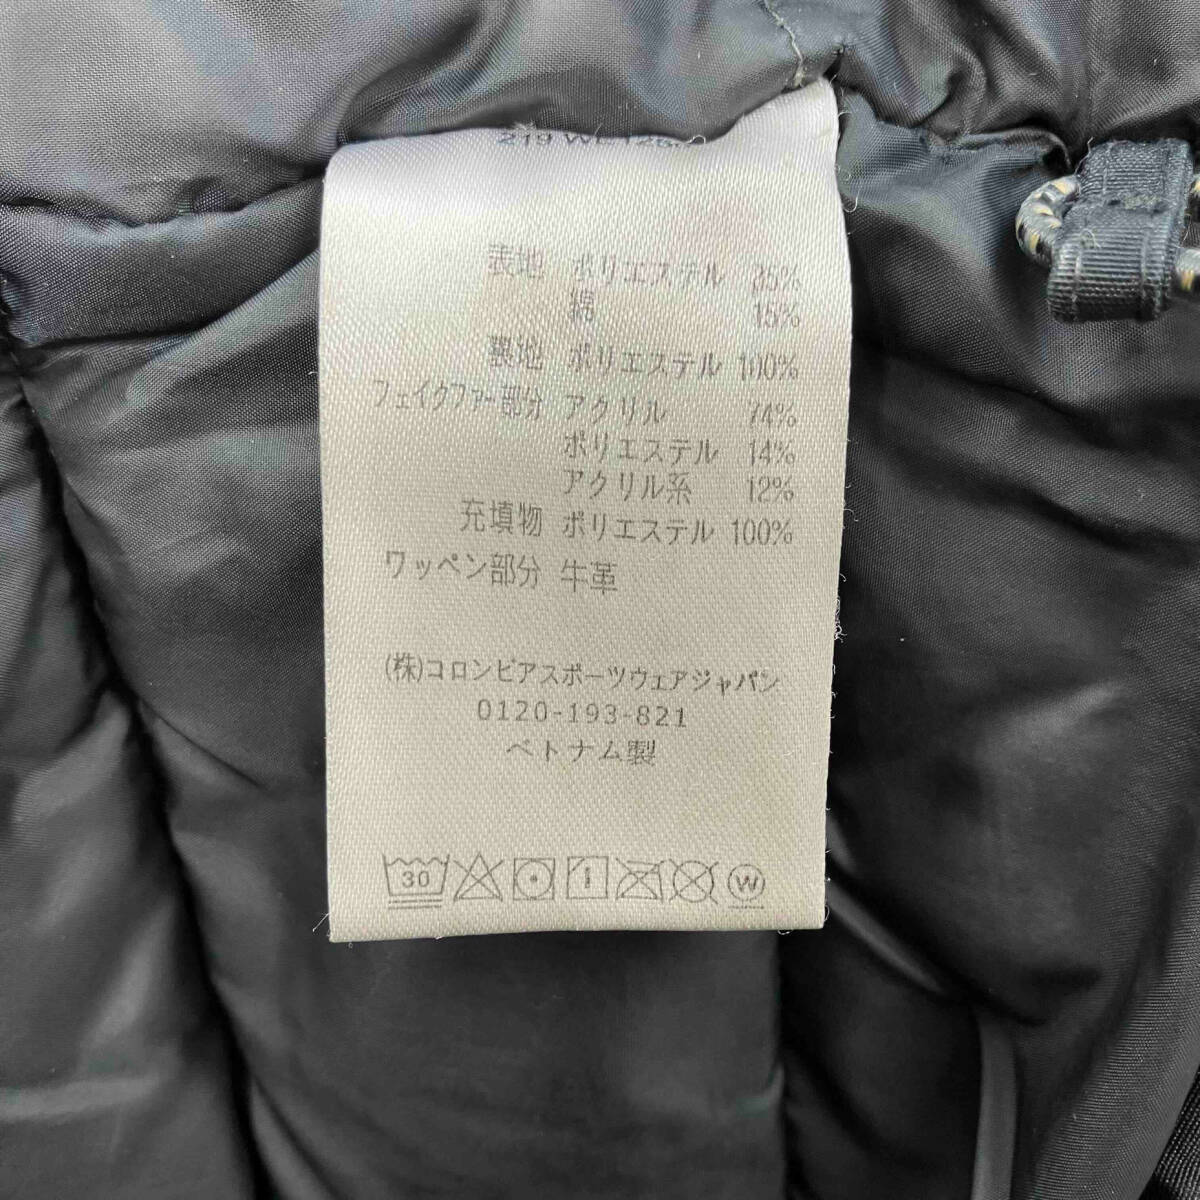 表地 ポリエステル 85%
綿 15%
裏地 ポリエステル 100%
フェイクファー部分 アクリル 74%
ポリエステル 14%
アクリル系 12%
充填物 ポリエステル 100%
ワッペン部分 牛革
(株)コロンビアスポーツウェアジャパン
0120-193-821
ベトナム製
30
W